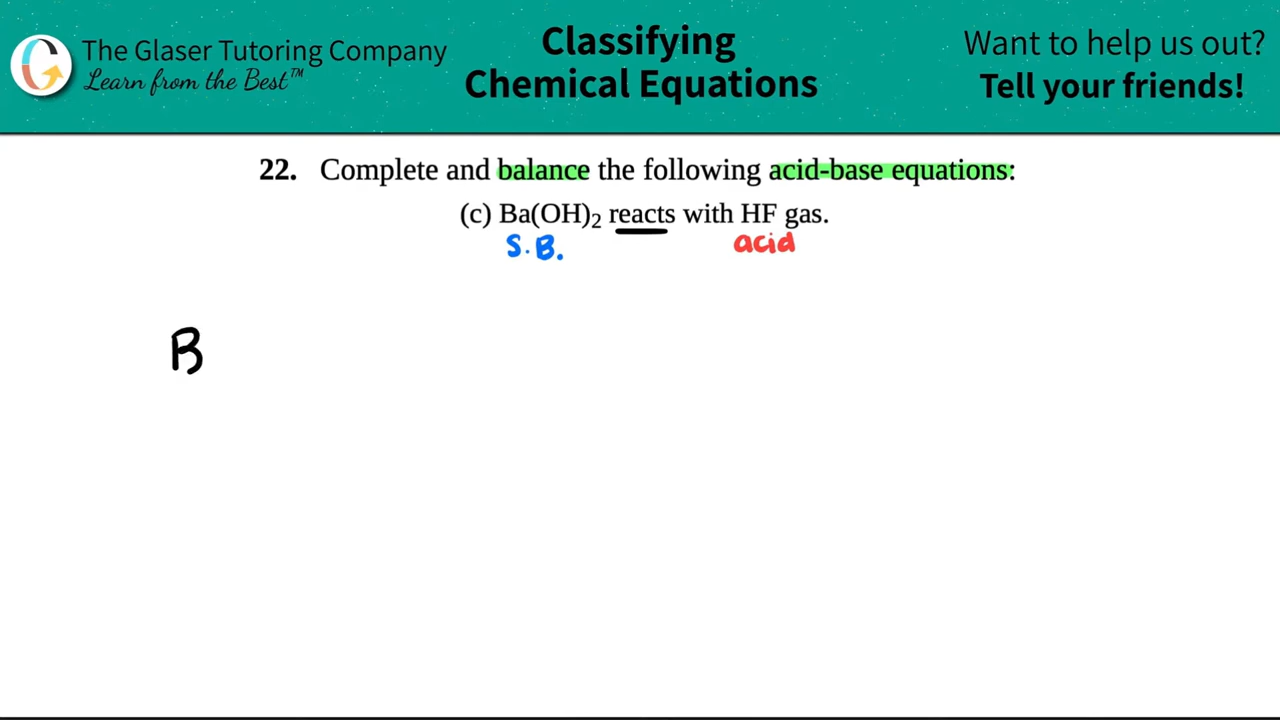 The Glaser Tutoring Company
Learn from the Best™
Classifying
Chemical Equations
Want to help us out?
Tell your friends!
22. Complete and balance the following acid-base equations:
(c) Ba(OH)₂ reacts with HF gas.
S.B. acid
B